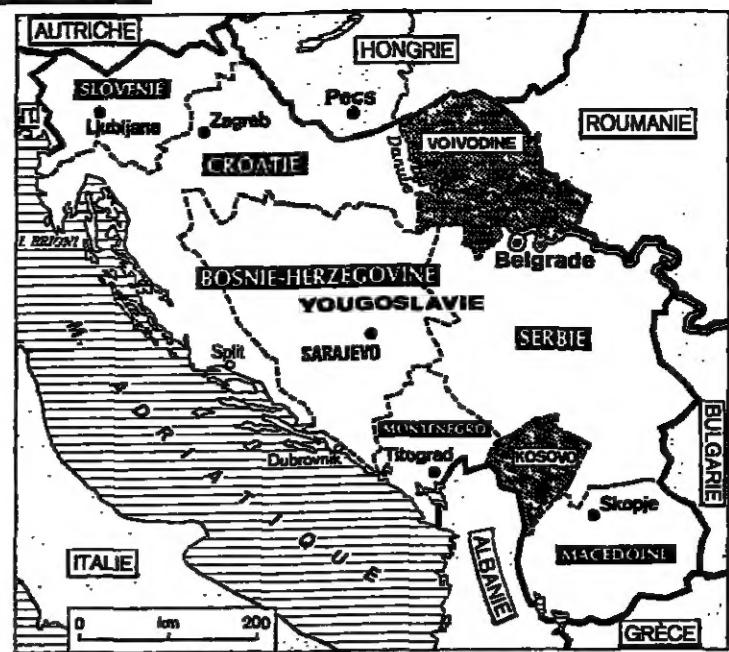 AUTRICHE
HONGRIE
SLOVENIE
Ljubljana
Zagreb
Pecs
ROUMANIE
VOIVODINE
Danube
CROATIE
I. BRIONI
Belgrade
BOSNIE-HERZEGOVINE
YOUGOSLAVIE
SARAJEVO
SERBIE
Split
M. ADRIATIQUE
MONTENEGRO
Titograd
KOSOVO
BULGARIE
Dubrovnik
Skopje
MACEDOINE
ITALIE
ALBANIE
GRÈCE
0 km 200